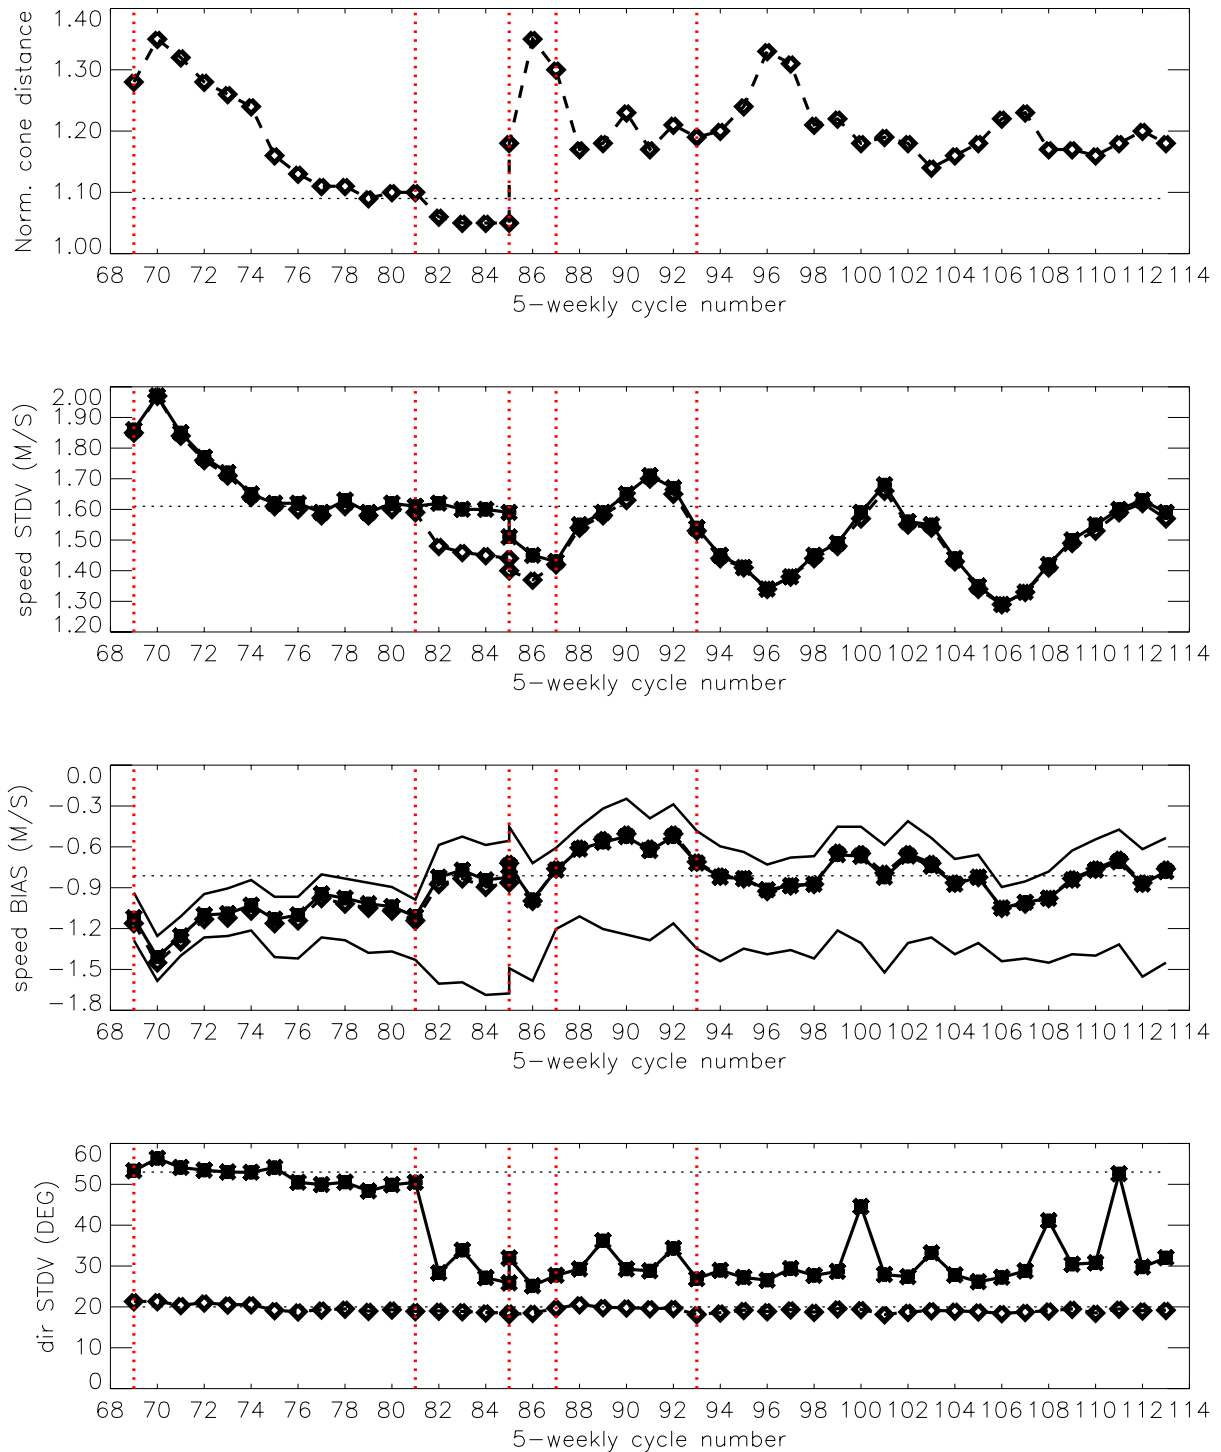 Norm. cone distance
1.40
1.30
1.20
1.10
1.00
68 70 72 74 76 78 80 82 84 86 88 90 92 94 96 98 100 102 104 106 108 110 112 114
5-weekly cycle number
speed STDV (M/S)
2.00
1.90
1.80
1.70
1.60
1.50
1.40
1.30
1.20
68 70 72 74 76 78 80 82 84 86 88 90 92 94 96 98 100 102 104 106 108 110 112 114
5-weekly cycle number
speed BIAS (M/S)
0.0
-0.3
-0.6
-0.9
-1.2
-1.5
-1.8
68 70 72 74 76 78 80 82 84 86 88 90 92 94 96 98 100 102 104 106 108 110 112 114
5-weekly cycle number
dir STDV (DEG)
60
50
40
30
20
10
0
68 70 72 74 76 78 80 82 84 86 88 90 92 94 96 98 100 102 104 106 108 110 112 114
5-weekly cycle number